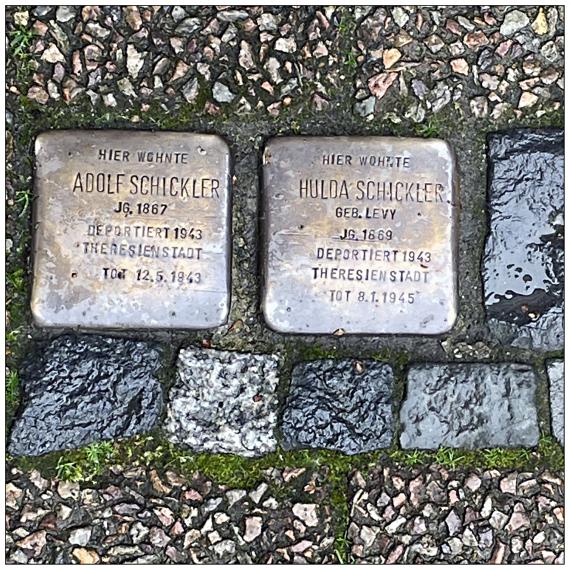 HIER WOHNTE
ADOLF SCHICKLER
JG. 1867
DEPORTIERT 1943
THERESIENSTADT
TOT 12.5.1943
HIER WOHNTE
HULDA SCHICKLER
GEB. LEVY
JG. 1869
DEPORTIERT 1943
THERESIENSTADT
TOT 8.1.1945